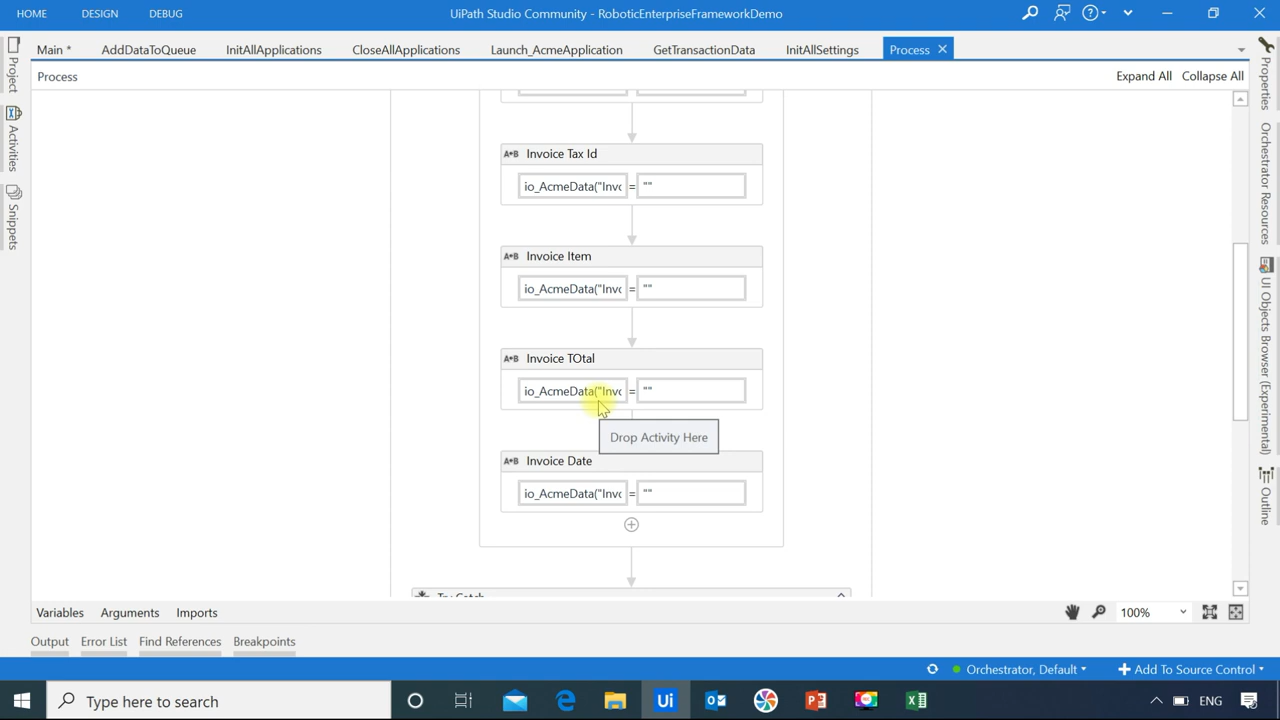 HOME DESIGN DEBUG UiPath Studio Community - RoboticEnterpriseFrameworkDemo ?
Main * AddDataToQueue InitAllApplications CloseAllApplications Launch_AcmeApplication GetTransactionData InitAllSettings Process
Process Expand All Collapse All
Project
Activities
Snippets
A+B Invoice Tax Id
io_AcmeData("Invc = ""
A+B Invoice Item
io_AcmeData("Invc = ""
A+B Invoice TOtal
io_AcmeData("Invc = ""
Drop Activity Here
A+B Invoice Date
io_AcmeData("Invc = ""
Properties
Orchestrator Resources
UI Objects Browser (Experimental)
Outline
Variables Arguments Imports 100%
Output Error List Find References Breakpoints
Orchestrator, Default Add To Source Control
Type here to search Ui ENG